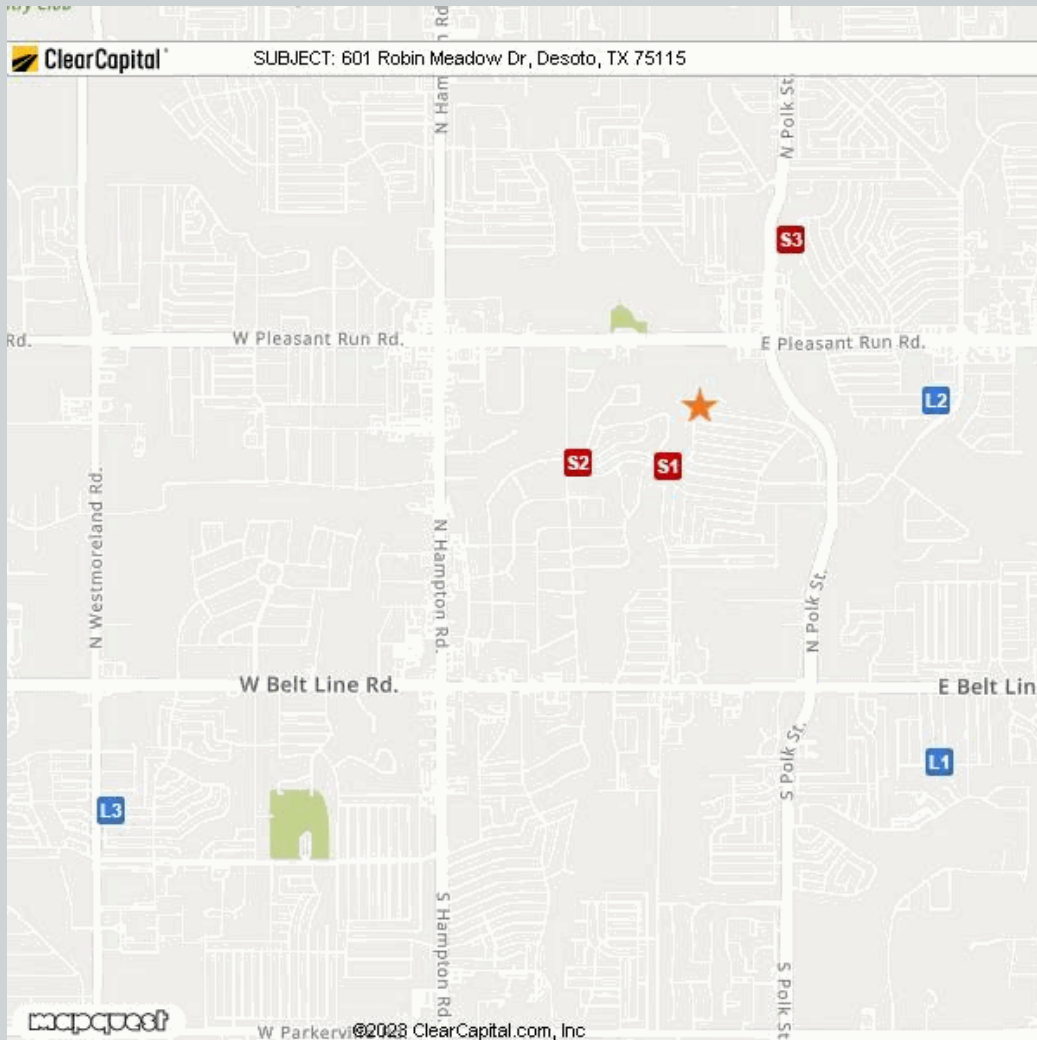 ClearCapital
SUBJECT: 601 Robin Meadow Dr, Desoto, TX 75115
N Polk St.
S3
Rd.
W Pleasant Run Rd.
E Pleasant Run Rd.
L2
S2
S1
N Westmoreland Rd.
N Hampton Rd.
N Polk St.
W Belt Line Rd.
E Belt Lin
S Polk St.
L1
L3
S Hampton Rd.
S Polk St
mapquest
W Parkerv
©2023 ClearCapital.com, Inc